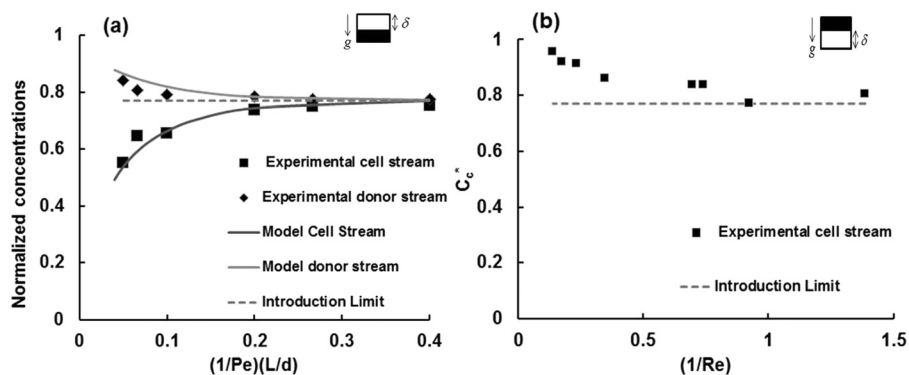 (a)
g
δ
1
0.8
0.6
0.4
0.2
0
Normalized concentrations
Experimental cell stream
Experimental donor stream
Model Cell Stream
Model donor stream
Introduction Limit
0
0.1
0.2
0.3
0.4
(1/Pe)(L/d)
(b)
g
δ
1
0.8
0.6
0.4
0.2
0
C_c^*
Experimental cell stream
Introduction Limit
0
0.5
1
1.5
(1/Re)